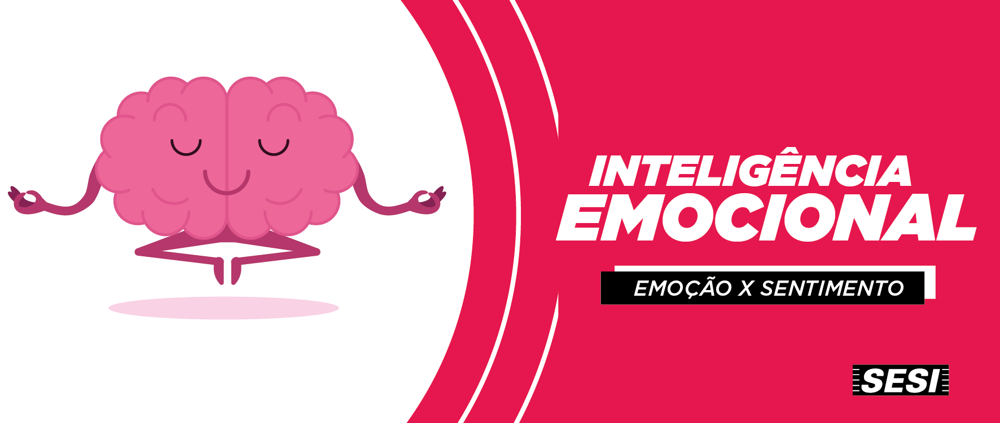 INTELIGÊNCIA
EMOCIONAL
EMOÇÃO X SENTIMENTO
SESI